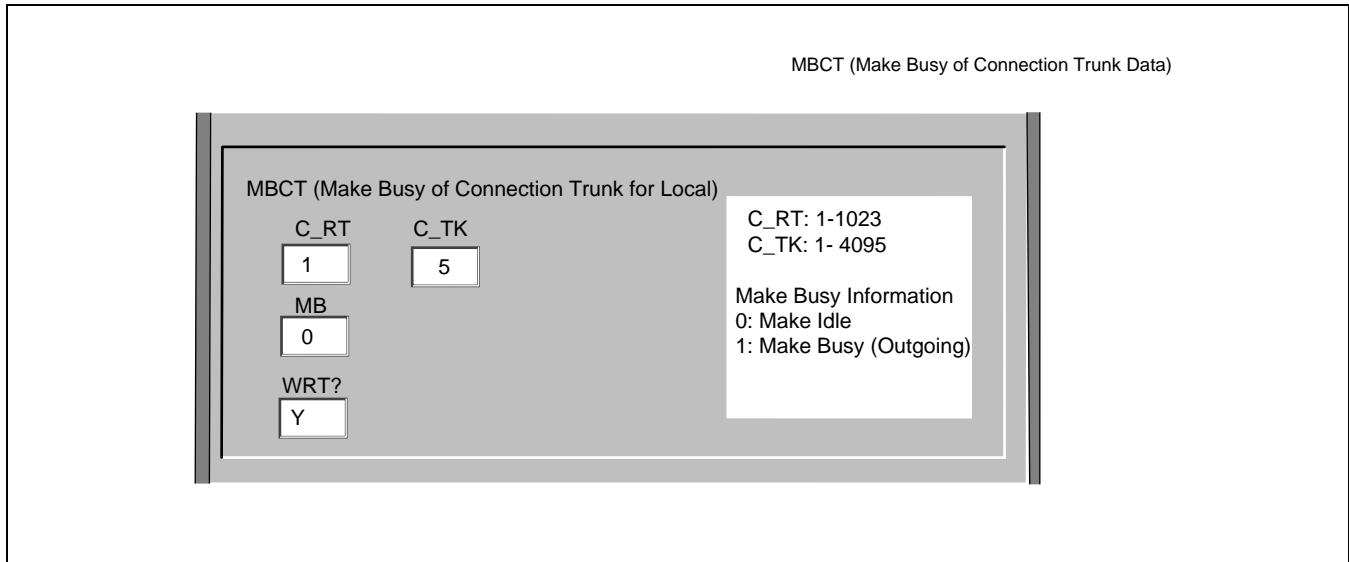 MBCT (Make Busy of Connection Trunk Data)
MBCT (Make Busy of Connection Trunk for Local)
C_RT C_TK
1 5
MB
0
WRT?
Y
C_RT: 1-1023
C_TK: 1- 4095
Make Busy Information
0: Make Idle
1: Make Busy (Outgoing)